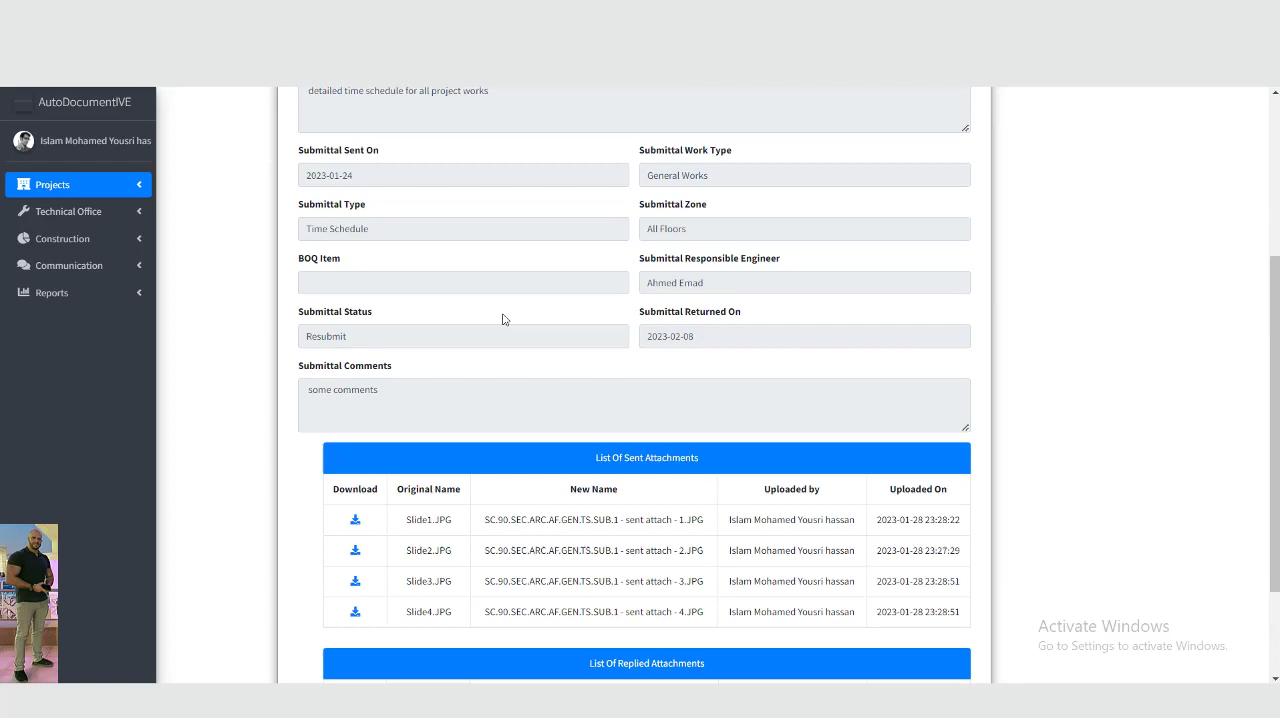 AutoDocumentIVE
Islam Mohamed Yousri has
Projects
Technical Office
Construction
Communication
Reports
detailed time schedule for all project works
Submittal Sent On
Submittal Work Type
2023-01-24
General Works
Submittal Type
Submittal Zone
Time Schedule
All Floors
BOQ Item
Submittal Responsible Engineer
Ahmed Emad
Submittal Status
Submittal Returned On
Resubmit
2023-02-08
Submittal Comments
some comments
List Of Sent Attachments
Download Original Name New Name Uploaded by Uploaded On
Slide1.JPG SC.90.SEC.ARC.AF.GEN.TS.SUB.1 - sent attach - 1.JPG Islam Mohamed Yousri hassan 2023-01-28 23:28:22
Slide2.JPG SC.90.SEC.ARC.AF.GEN.TS.SUB.1 - sent attach - 2.JPG Islam Mohamed Yousri hassan 2023-01-28 23:27:29
Slide3.JPG SC.90.SEC.ARC.AF.GEN.TS.SUB.1 - sent attach - 3.JPG Islam Mohamed Yousri hassan 2023-01-28 23:28:51
Slide4.JPG SC.90.SEC.ARC.AF.GEN.TS.SUB.1 - sent attach - 4.JPG Islam Mohamed Yousri hassan 2023-01-28 23:28:51
List Of Replied Attachments
Activate Windows
Go to Settings to activate Windows.